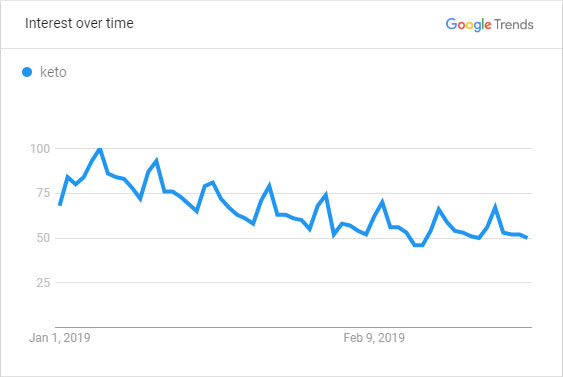 Interest over time
Google Trends
keto
100
75
50
25
Jan 1, 2019
Feb 9, 2019